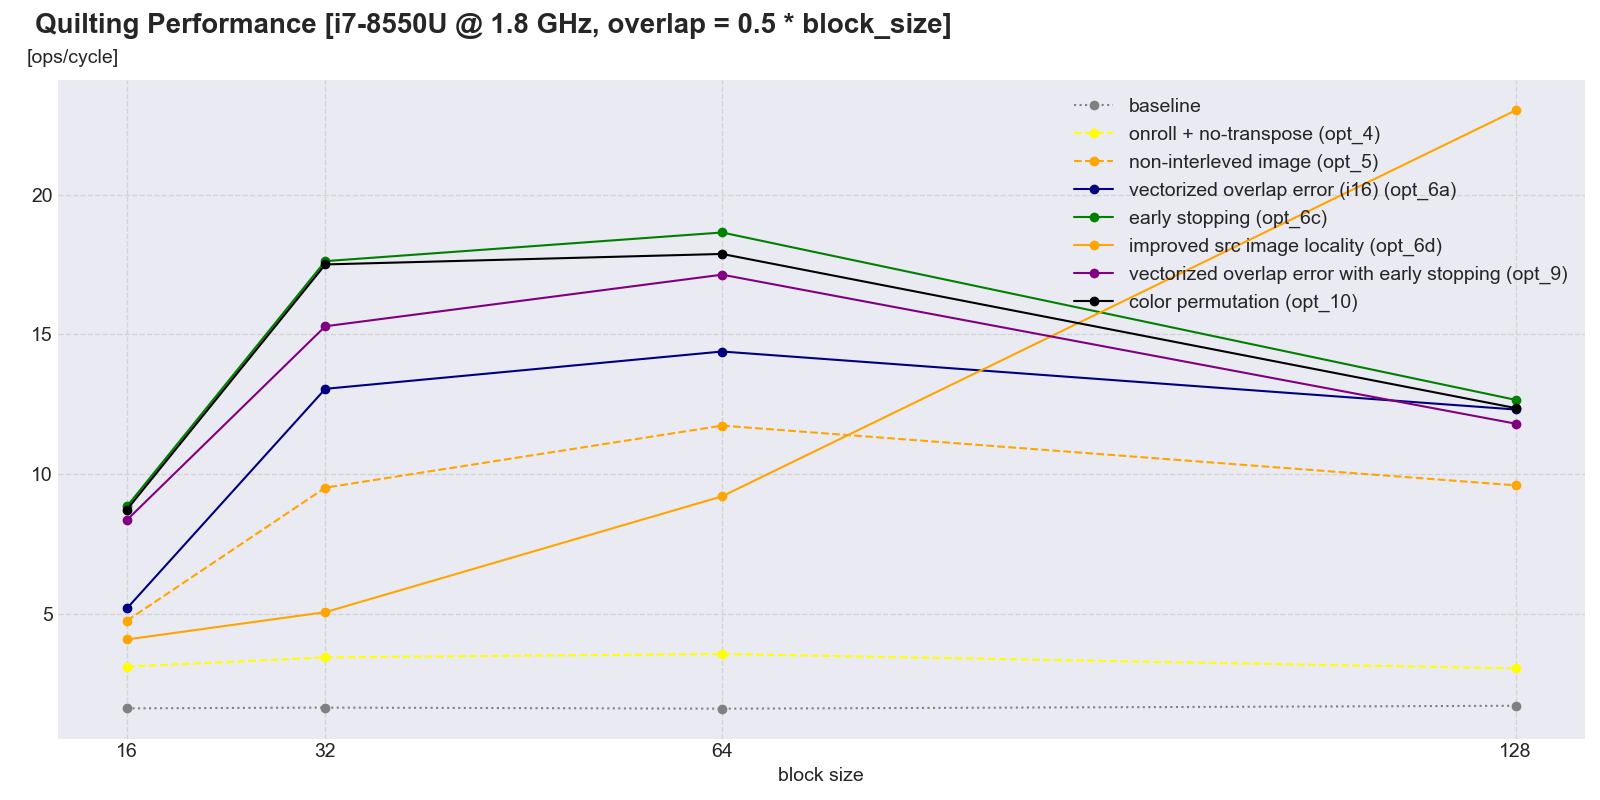 Quilting Performance [i7-8550U @ 1.8 GHz, overlap = 0.5 * block_size]
[ops/cycle]
baseline
onroll + no-transpose (opt_4)
non-interleved image (opt_5)
vectorized overlap error (i16) (opt_6a)
early stopping (opt_6c)
improved src image locality (opt_6d)
vectorized overlap error with early stopping (opt_9)
color permutation (opt_10)
20
15
10
5
16 32 64 128
block size